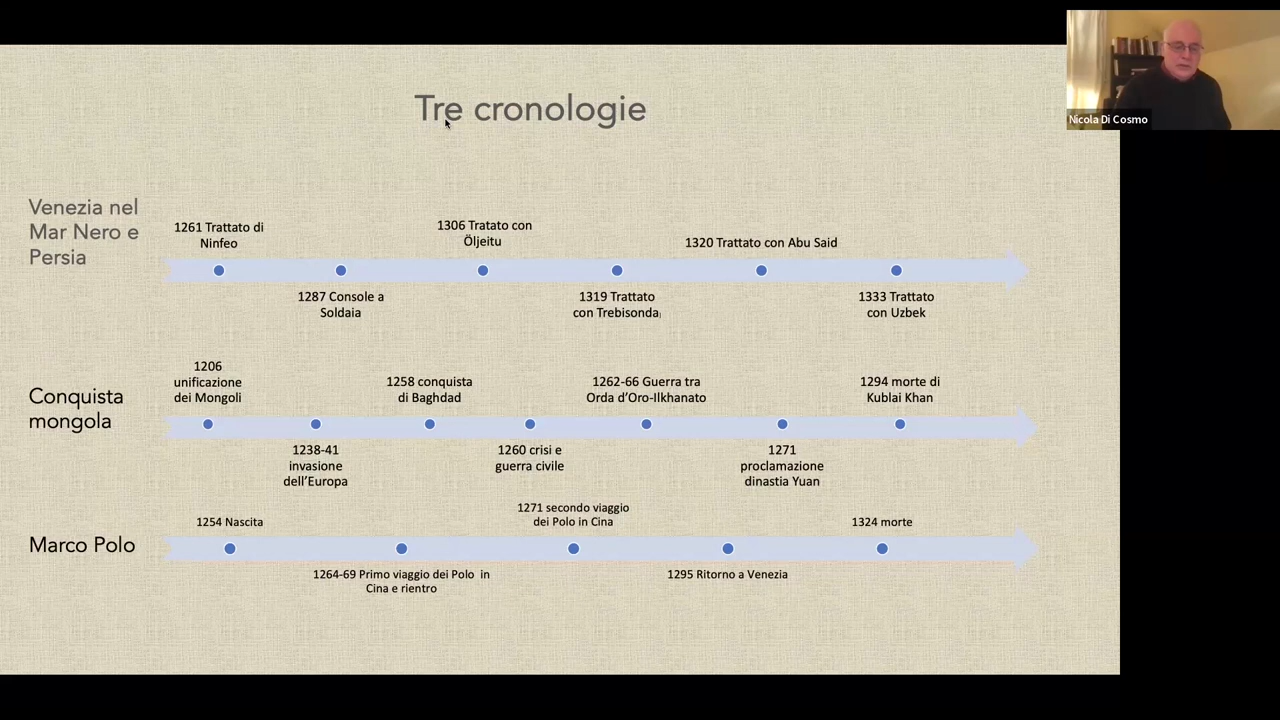 Tre cronologie
Nicola Di Cosmo
Venezia nel
Mar Nero e
Persia
1261 Trattato di
Ninfeo
1287 Console a
Soldaia
1306 Tratato con
Öljeitu
1319 Trattato
con Trebisonda
1320 Trattato con Abu Said
1333 Trattato
con Uzbek
Conquista
mongola
1206
unificazione
dei Mongoli
1238-41
invasione
dell'Europa
1258 conquista
di Baghdad
1260 crisi e
guerra civile
1262-66 Guerra tra
Orda d'Oro-Ilkhanato
1271
proclamazione
dinastia Yuan
1294 morte di
Kublai Khan
Marco Polo
1254 Nascita
1264-69 Primo viaggio dei Polo in
Cina e rientro
1271 secondo viaggio
dei Polo in Cina
1295 Ritorno a Venezia
1324 morte